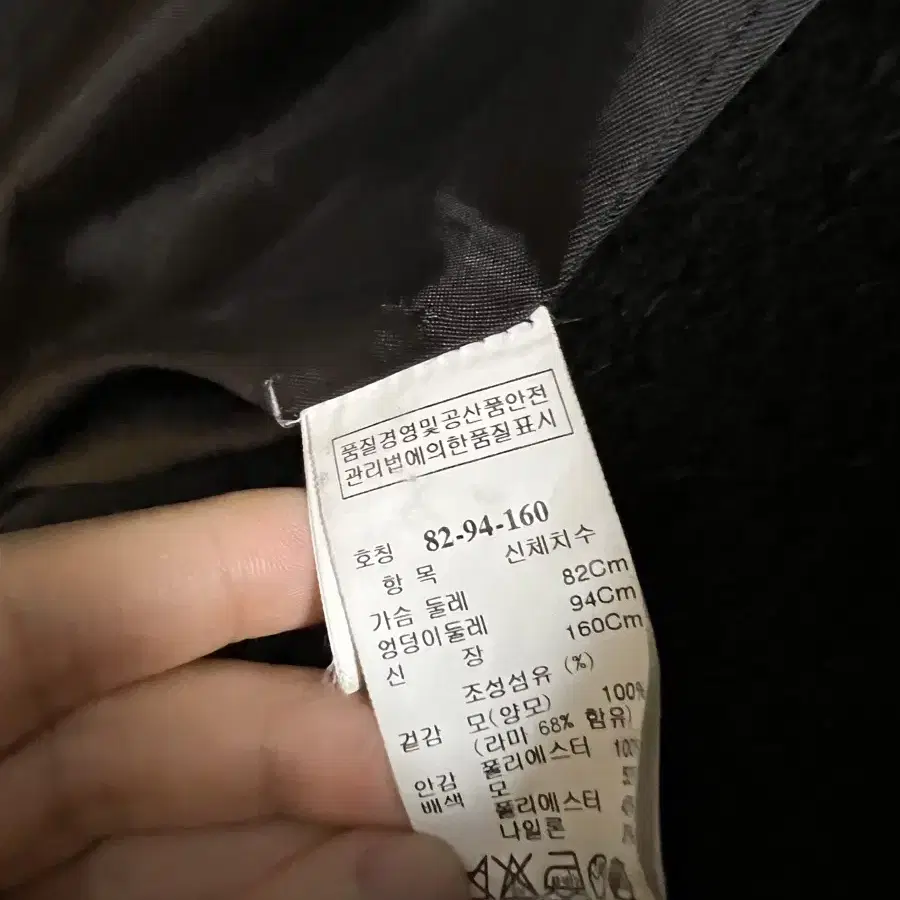 품질경영및공산품안전
관리법에의한품질표시
호칭 82-94-160
항 목 신체치수
가슴 둘레 82Cm
엉덩이둘레 94Cm
신 장 160Cm
조성섬유 (%)
겉감 모(양모) 100%
(라마 68% 함유)
안감 폴리에스터
배색 모
폴리에스터
나일론